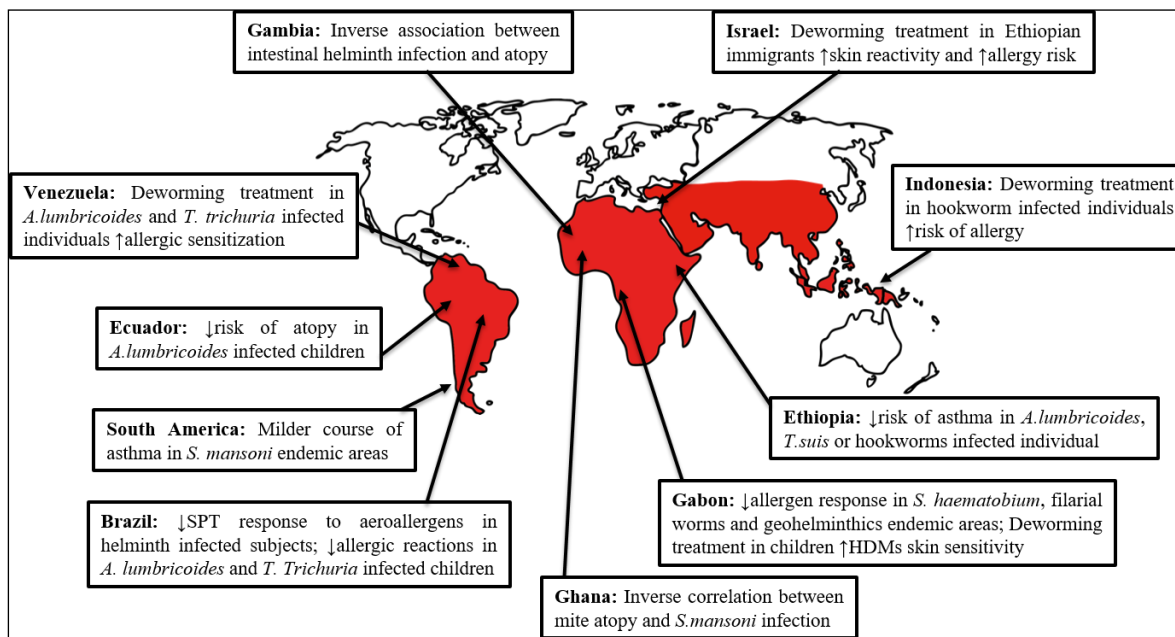 Gambia: Inverse association between
intestinal helminth infection and atopy
Israel: Deworming treatment in Ethiopian
immigrants ↑skin reactivity and ↑allergy risk
Venezuela: Deworming treatment in
A.lumbricoides and T. trichuria infected
individuals ↑allergic sensitization
Indonesia: Deworming treatment
in hookworm infected individuals
↑risk of allergy
Ecuador: ↓risk of atopy in
A.lumbricoides infected children
South America: Milder course of
asthma in S. mansoni endemic areas
Ethiopia: ↓risk of asthma in A.lumbricoides,
T.suis or hookworms infected individual
Brazil: ↓SPT response to aeroallergens in
helminth infected subjects; ↓allergic reactions in
A. lumbricoides and T. Trichuria infected children
Gabon: ↓allergen response in S. haematobium, filarial
worms and geohelminthics endemic areas; Deworming
treatment in children ↑HDMs skin sensitivity
Ghana: Inverse correlation between
mite atopy and S.mansoni infection